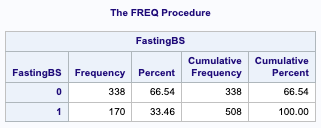 The FREQ Procedure
FastingBS
FastingBS Frequency Percent Cumulative Frequency Cumulative Percent
0 338 66.54 338 66.54
1 170 33.46 508 100.00